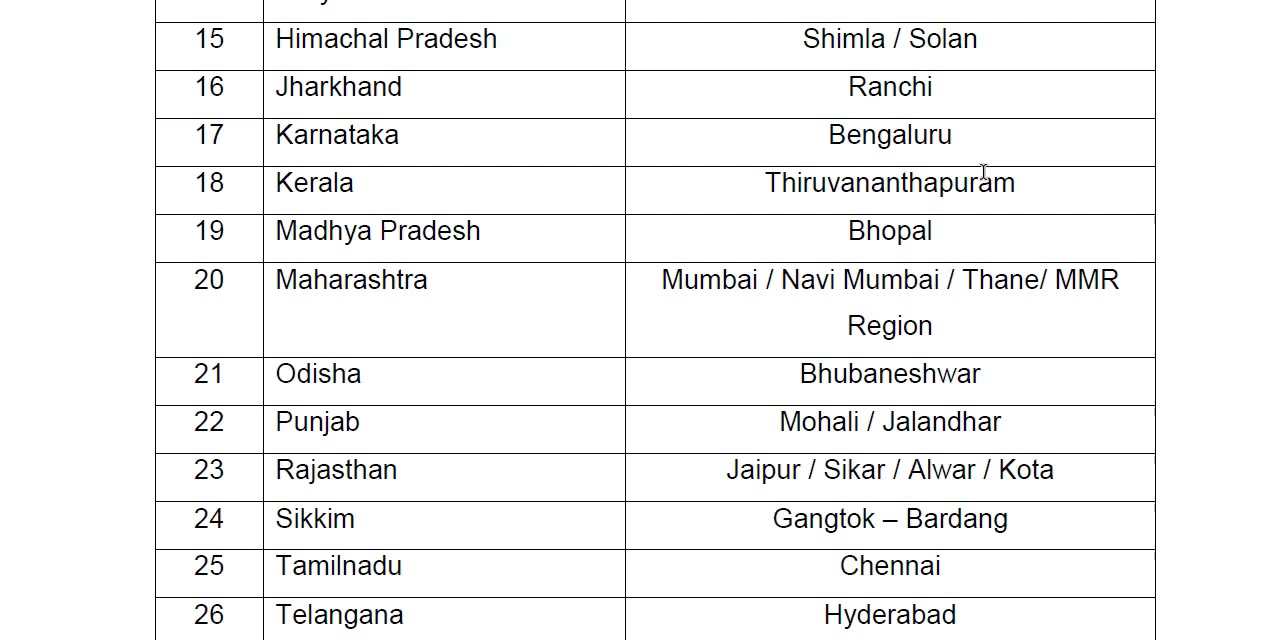 15 Himachal Pradesh Shimla / Solan
16 Jharkhand Ranchi
17 Karnataka Bengaluru
18 Kerala Thiruvananthapuram
19 Madhya Pradesh Bhopal
20 Maharashtra Mumbai / Navi Mumbai / Thane/ MMR
Region
21 Odisha Bhubaneshwar
22 Punjab Mohali / Jalandhar
23 Rajasthan Jaipur / Sikar / Alwar / Kota
24 Sikkim Gangtok – Bardang
25 Tamilnadu Chennai
26 Telangana Hyderabad